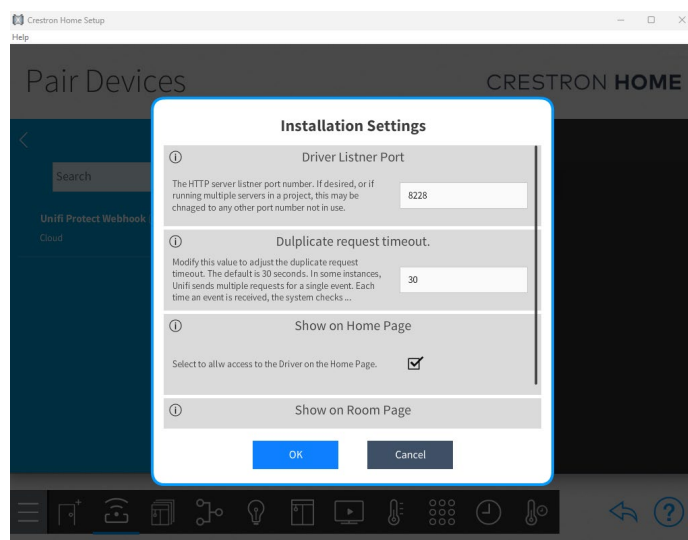 Crestron Home Setup
Help
Pair Devices
CRESTRON HOME
Installation Settings
Driver Listner Port
The HTTP server listner port number. If desired, or if
running multiple servers in a project, this may be
chnaged to any other port number not in use.
8228
Search
Unifi Protect Webhook
Cloud
Dulplicate request timeout.
Modify this value to adjust the duplicate request
timeout. The default is 30 seconds. In some instances,
Unifi sends multiple requests for a single event. Each
time an event is received, the system checks ...
30
Show on Home Page
Select to allw access to the Driver on the Home Page.
Show on Room Page
OK
Cancel